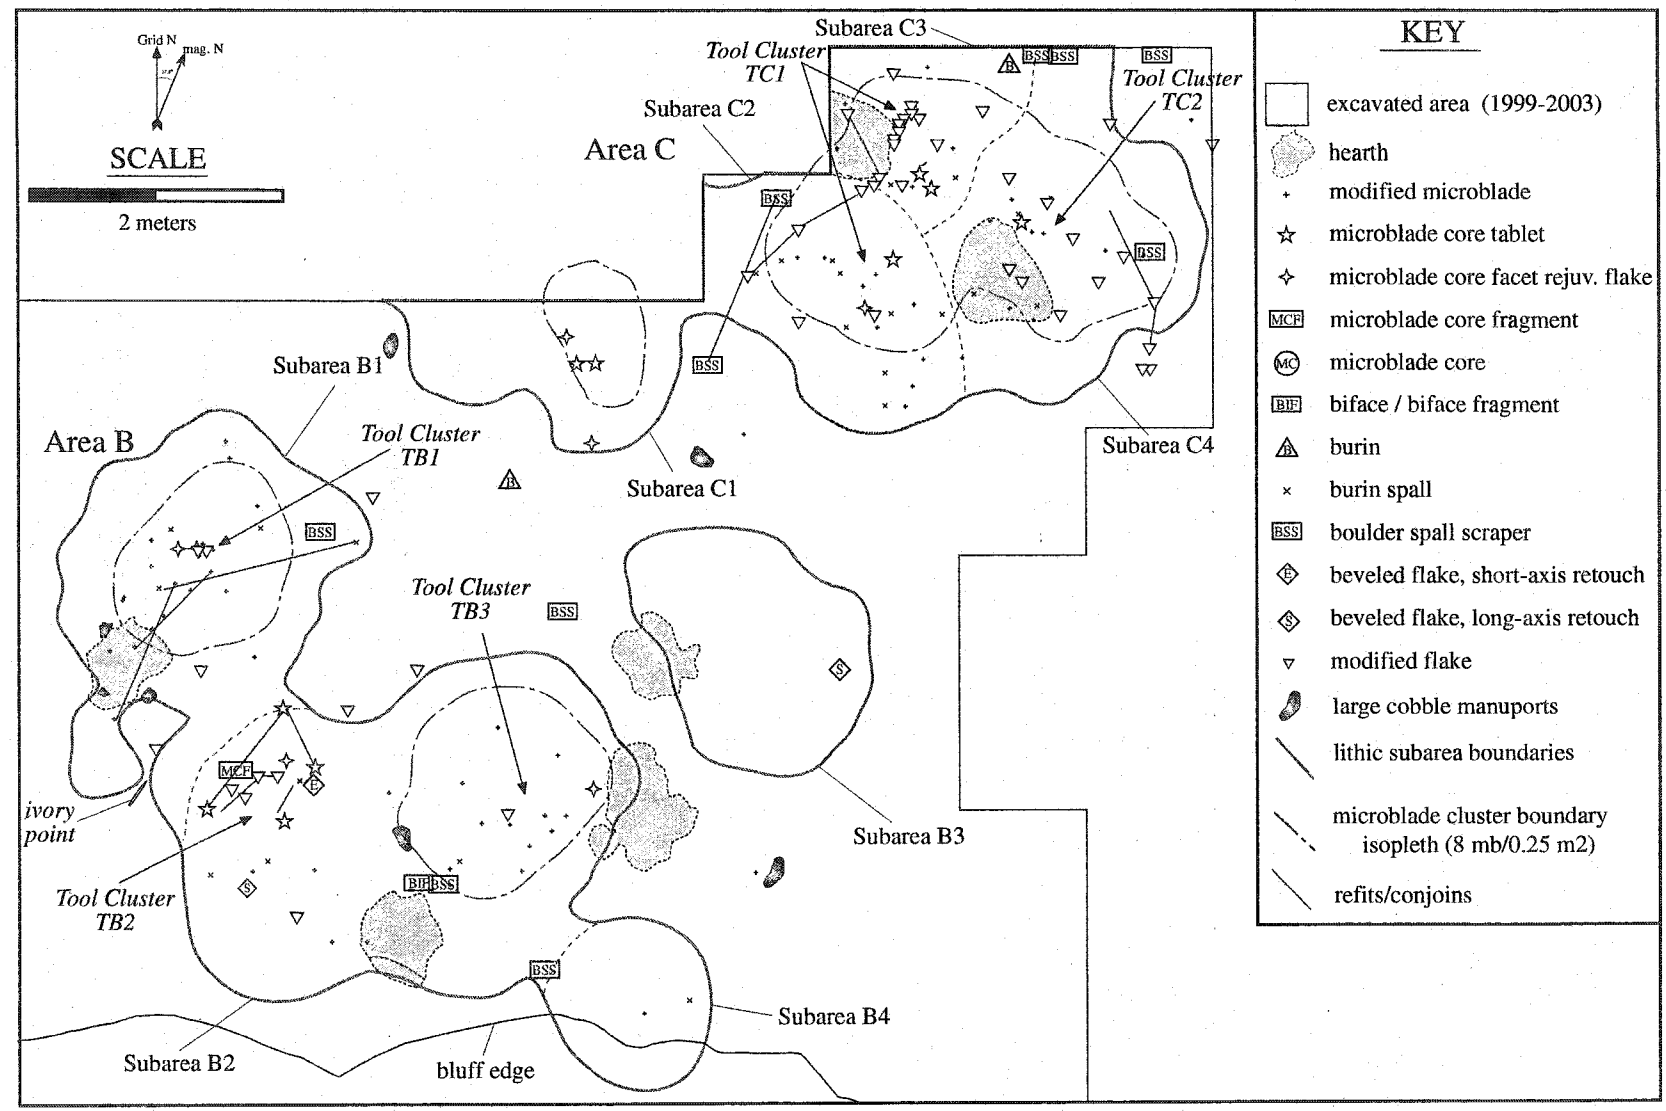 Grid N
mag. N
SCALE
2 meters
Subarea C3
Tool Cluster
TC1
Subarea C2
Area C
Tool Cluster
TC2
B
BSS
BSS
BSS
BSS
BSS
BSS
Subarea B1
Area B
Tool Cluster
TB1
BSS
B
Subarea C1
Subarea C4
Tool Cluster
TB3
BSS
S
MCF
E
ivory
point
Subarea B3
Tool Cluster
TB2
S
BIF
BSS
BSS
Subarea B4
Subarea B2
bluff edge
KEY
excavated area (1999-2003)
hearth
modified microblade
microblade core tablet
microblade core facet rejuv. flake
MCF microblade core fragment
MC microblade core
BIF biface / biface fragment
B burin
burin spall
BSS boulder spall scraper
E beveled flake, short-axis retouch
S beveled flake, long-axis retouch
modified flake
large cobble manuports
lithic subarea boundaries
microblade cluster boundary
isopleth (8 mb/0.25 m2)
refits/conjoins